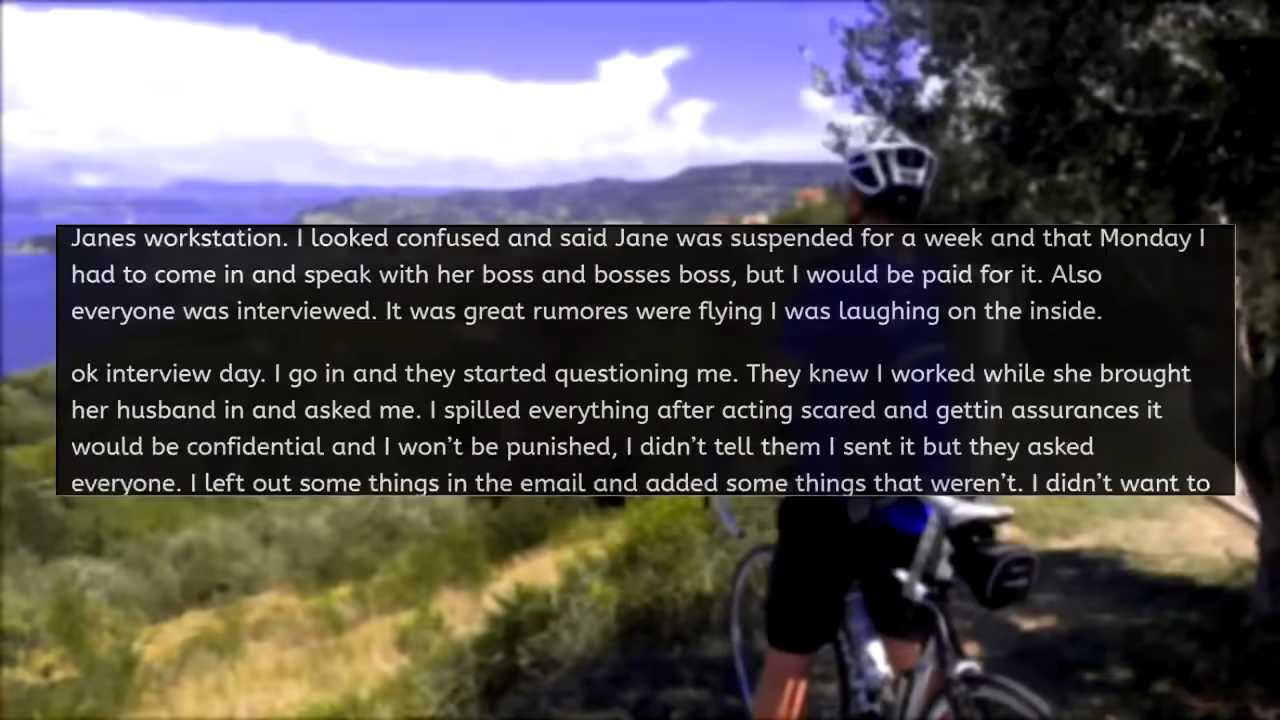 Janes workstation. I looked confused and said Jane was suspended for a week and that Monday I
had to come in and speak with her boss and bosses boss, but I would be paid for it. Also
everyone was interviewed. It was great rumores were flying I was laughing on the inside.
ok interview day. I go in and they started questioning me. They knew I worked while she brought
her husband in and asked me. I spilled everything after acting scared and gettin assurances it
would be confidential and I won’t be punished, I didn’t tell them I sent it but they asked
everyone. I left out some things in the email and added some things that weren’t. I didn’t want to